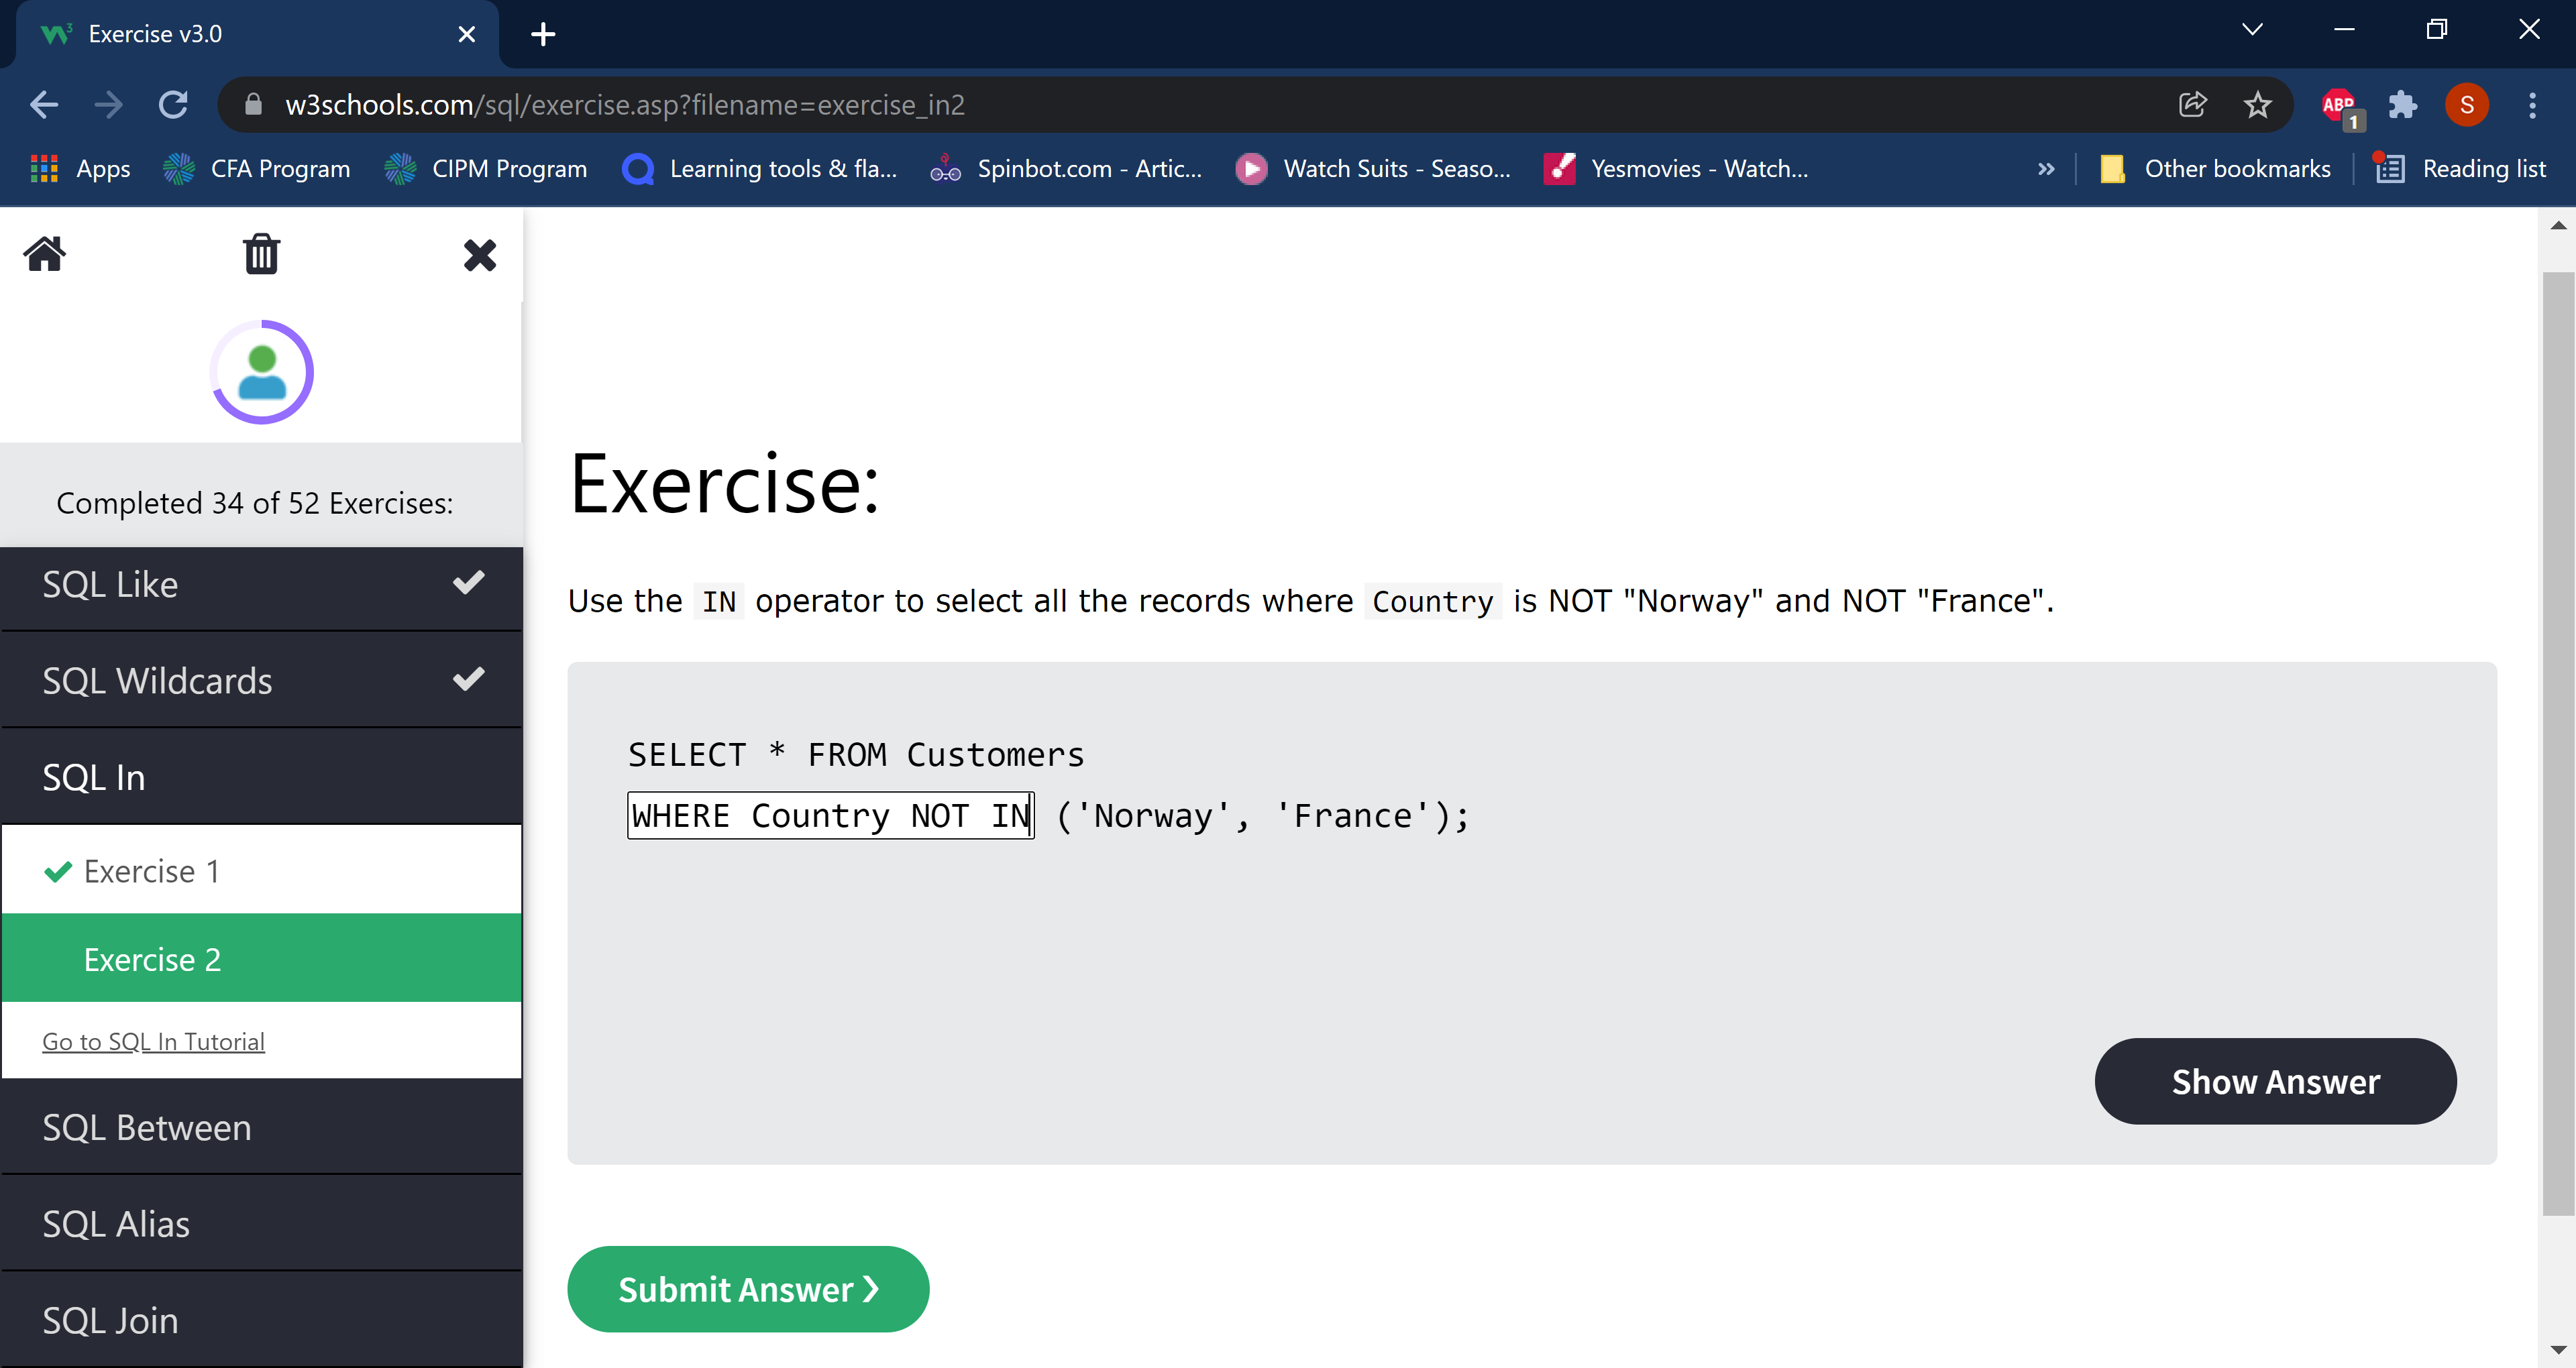 Exercise v3.0
w3schools.com/sql/exercise.asp?filename=exercise_in2
ABP
1
S
Apps
CFA Program
CIPM Program
Learning tools & fla...
Spinbot.com - Artic...
Watch Suits - Seaso...
Yesmovies - Watch...
»
Other bookmarks
Reading list
Completed 34 of 52 Exercises:
SQL Like
SQL Wildcards
SQL In
Exercise 1
Exercise 2
Go to SQL In Tutorial
SQL Between
SQL Alias
SQL Join
Exercise:
Use the IN operator to select all the records where Country is NOT "Norway" and NOT "France".
SELECT * FROM Customers
WHERE Country NOT IN ('Norway', 'France');
Show Answer
Submit Answer ❯